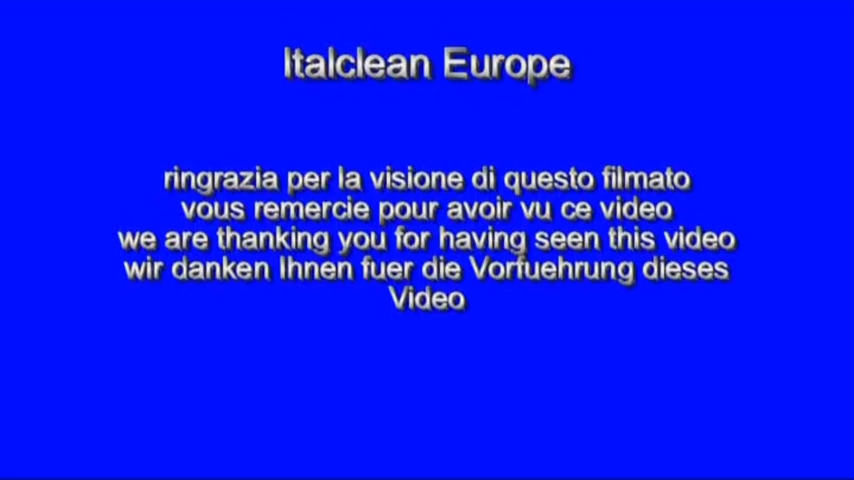 Italclean Europe
ringrazia per la visione di questo filmato
vous remercie pour avoir vu ce video
we are thanking you for having seen this video
wir danken Ihnen fuer die Vorfuehrung dieses
Video